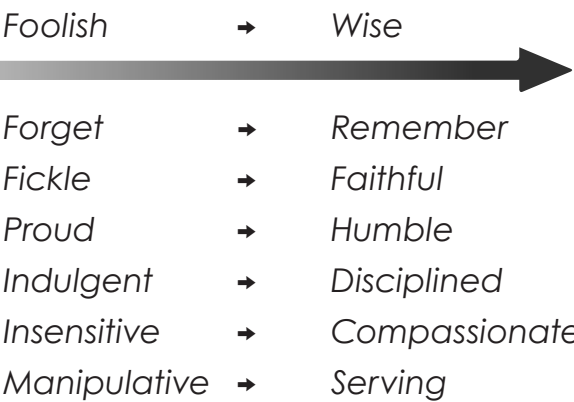 Foolish → Wise
Forget → Remember
Fickle → Faithful
Proud → Humble
Indulgent → Disciplined
Insensitive → Compassionate
Manipulative → Serving